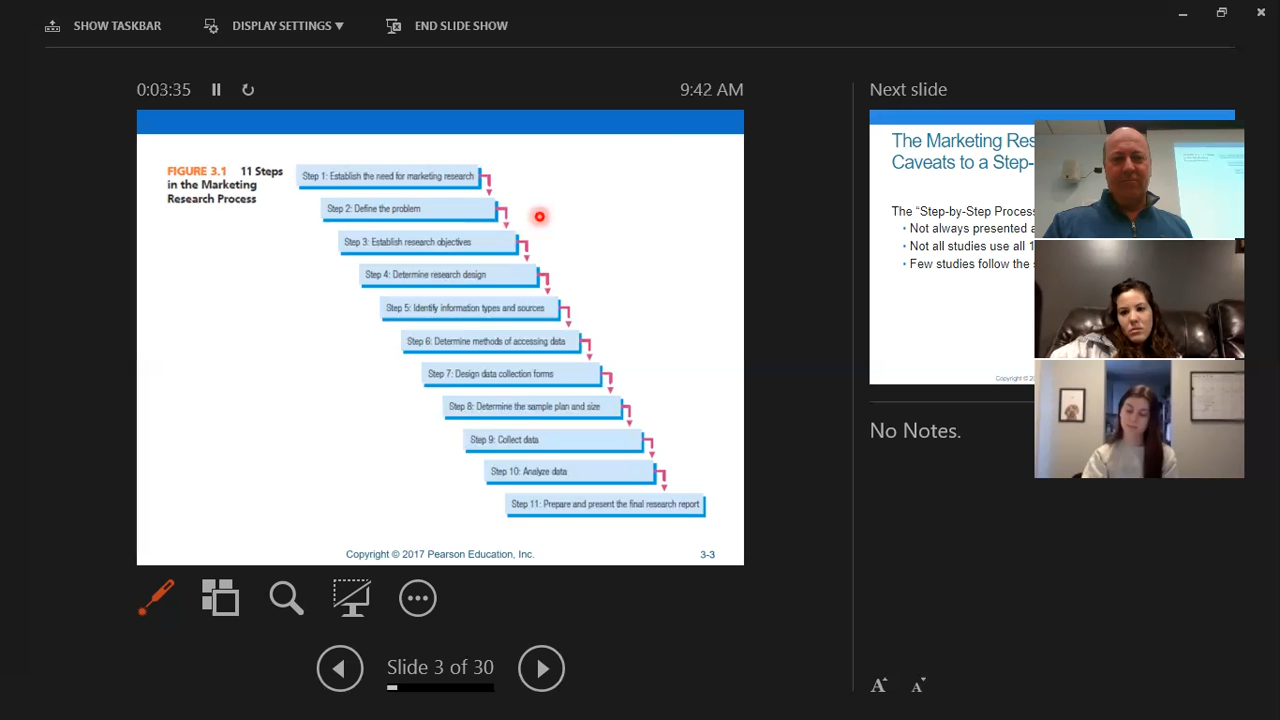 SHOW TASKBAR
DISPLAY SETTINGS
END SLIDE SHOW
0:03:35
9:42 AM
FIGURE 3.1 11 Steps
in the Marketing
Research Process
Step 1: Establish the need for marketing research
Step 2: Define the problem
Step 3: Establish research objectives
Step 4: Determine research design
Step 5: Identify information types and sources
Step 6: Determine methods of accessing data
Step 7: Design data collection forms
Step 8: Determine the sample plan and size
Step 9: Collect data
Step 10: Analyze data
Step 11: Prepare and present the final research report
Copyright © 2017 Pearson Education, Inc.
3-3
Slide 3 of 30
Next slide
The Marketing
Caveats to a Step-
The "Step-by-Step Process
Not always presented
Not all studies use all
Few studies follow the
Copyright ©
No Notes.
A A